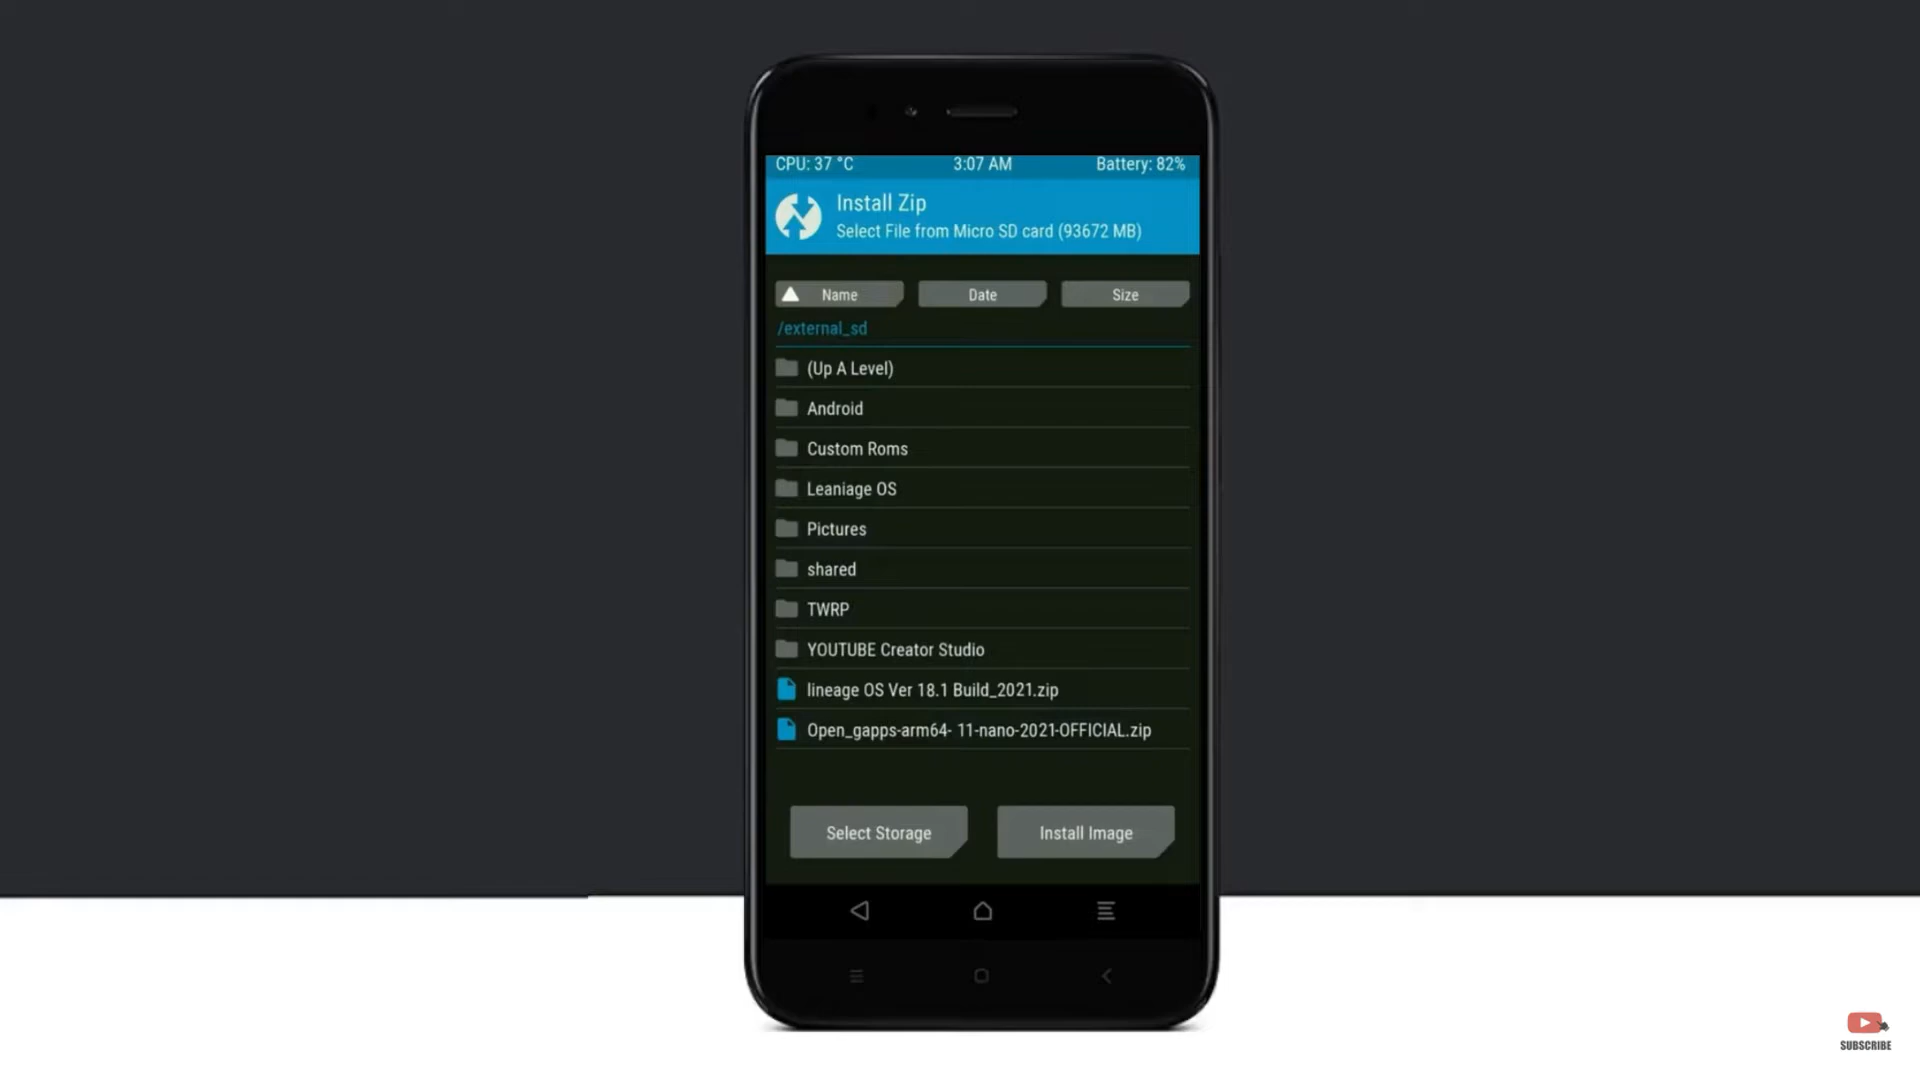 CPU: 37 °C 3:07 AM Battery: 82%
Install Zip
Select File from Micro SD card (93672 MB)
Name Date Size
/external_sd
(Up A Level)
Android
Custom Roms
Leaniage OS
Pictures
shared
TWRP
YOUTUBE Creator Studio
lineage OS Ver 18.1 Build_2021.zip
Open_gapps-arm64- 11-nano-2021-OFFICIAL.zip
Select Storage Install Image
SUBSCRIBE